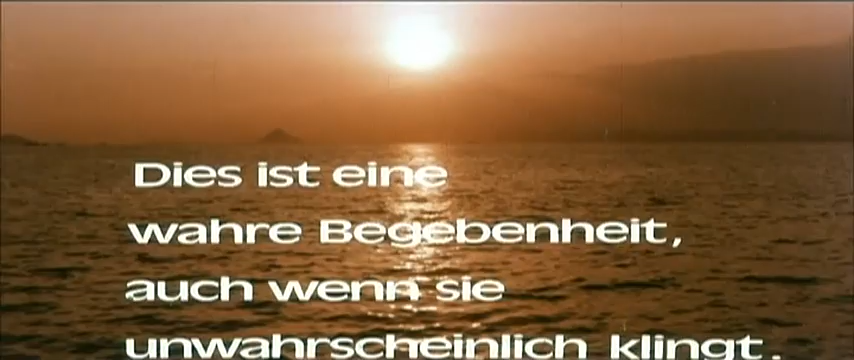 Dies ist eine
wahre Begebenheit,
auch wenn sie
unwahrscheinlich klingt.